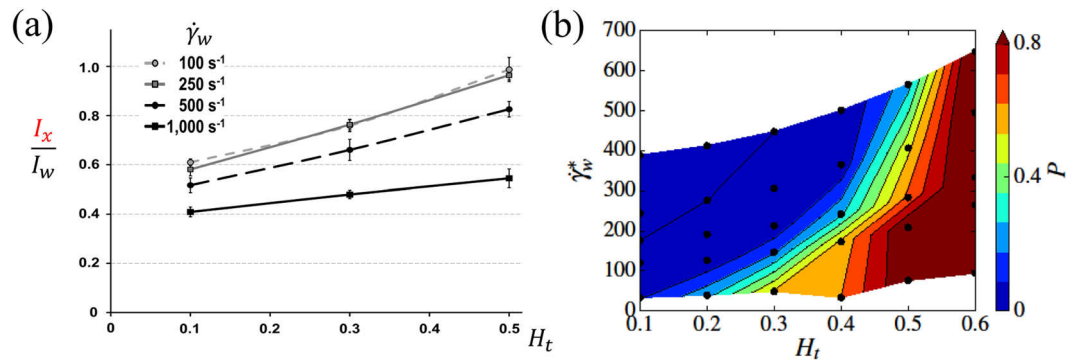 (a)
γ̇w
100 s-1
250 s-1
500 s-1
1,000 s-1
Ix
Iw
1.0
0.8
0.6
0.4
0.2
0
0 0.1 0.2 0.3 0.4 0.5 Ht
(b)
700
600
500
400
300
200
100
0
γ̇*w
0.1 0.2 0.3 0.4 0.5 0.6
Ht
0.8
0.4
0
P